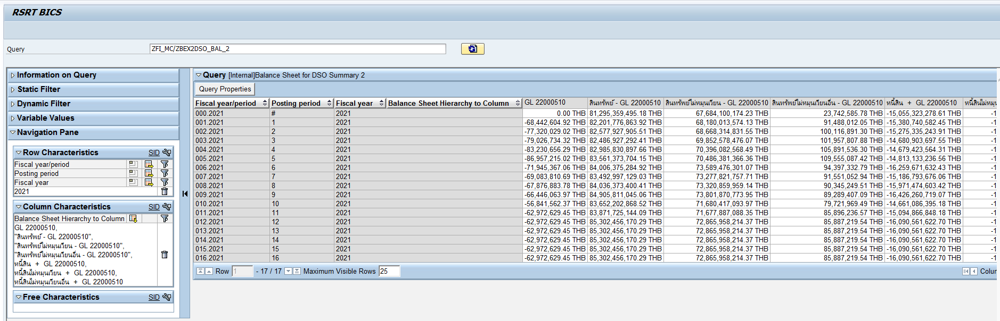 RSRT BICS
Query ZFI_MC/ZBEX2DSO_BAL_2
Information on Query
Static Filter
Dynamic Filter
Variable Values
Navigation Pane
Row Characteristics SID
Fiscal year/period
Posting period
Fiscal year
2021
Column Characteristics SID
Balance Sheet Hierarchy to Column
GL 22000510,
"สินทรัพย์ - GL 22000510",
"สินทรัพย์ไม่หมุนเวียน - GL 22000510",
"สินทรัพย์ไม่หมุนเวียนอื่น - GL 22000510",
หนี้สิน + GL 22000510,
หนี้สินไม่หมุนเวียน + GL 22000510,
หนี้สินไม่หมุนเวียนอื่น + GL 22000510
Free Characteristics SID
Query [Internal]Balance Sheet for DSO Summary 2
Query Properties
Fiscal year/period Posting period Fiscal year Balance Sheet Hierarchy to Column GL 22000510 สินทรัพย์ - GL 22000510 สินทรัพย์ไม่หมุนเวียน - GL 22000510 สินทรัพย์ไม่หมุนเวียนอื่น - GL 22000510 หนี้สิน + GL 22000510 หนี้สินไม่หมุ
000.2021 # 2021 0.00 THB 81,295,359,495.18 THB 67,684,100,174.23 THB 23,742,585.78 THB -15,055,323,278.61 THB -1
001.2021 1 2021 -68,442,604.92 THB 82,201,776,863.92 THB 68,180,013,574.13 THB 91,488,012.05 THB -15,380,740,582.45 THB -1
002.2021 2 2021 -77,320,029.02 THB 82,577,927,905.51 THB 68,668,314,831.55 THB 100,116,891.30 THB -15,275,335,243.91 THB -1
003.2021 3 2021 -79,026,734.32 THB 82,486,927,292.41 THB 69,852,578,476.07 THB 101,957,807.88 THB -14,680,903,697.55 THB -1
004.2021 4 2021 -83,230,656.29 THB 82,985,830,897.66 THB 70,396,082,568.49 THB 105,891,536.30 THB -14,679,423,564.31 THB -1
005.2021 5 2021 -86,957,215.02 THB 83,561,373,704.15 THB 70,486,381,366.36 THB 109,555,087.42 THB -14,813,133,236.56 THB -1
006.2021 6 2021 -71,945,367.06 THB 84,006,375,284.92 THB 73,589,476,301.07 THB 94,397,332.79 THB -16,259,671,632.43 THB -1
007.2021 7 2021 -69,083,810.69 THB 83,492,997,129.03 THB 73,277,821,757.71 THB 91,551,052.94 THB -15,186,793,676.06 THB -1
008.2021 8 2021 -67,876,883.78 THB 84,036,373,400.41 THB 73,320,859,959.14 THB 90,345,249.51 THB -15,971,474,603.42 THB -1
009.2021 9 2021 -66,446,063.97 THB 84,905,811,045.06 THB 73,801,870,773.95 THB 89,289,407.09 THB -16,426,260,719.07 THB -1
010.2021 10 2021 -56,841,562.37 THB 83,652,202,868.52 THB 71,680,417,093.97 THB 79,721,969.49 THB -14,661,086,395.18 THB -1
011.2021 11 2021 -62,972,629.45 THB 83,871,725,144.09 THB 71,677,887,088.35 THB 85,896,236.57 THB -15,094,866,848.18 THB -1
012.2021 12 2021 -62,972,629.45 THB 85,302,456,170.29 THB 72,865,958,214.37 THB 85,887,219.54 THB -16,090,561,622.70 THB -1
013.2021 13 2021 -62,972,629.45 THB 85,302,456,170.29 THB 72,865,958,214.37 THB 85,887,219.54 THB -16,090,561,622.70 THB -1
014.2021 14 2021 -62,972,629.45 THB 85,302,456,170.29 THB 72,865,958,214.37 THB 85,887,219.54 THB -16,090,561,622.70 THB -1
015.2021 15 2021 -62,972,629.45 THB 85,302,456,170.29 THB 72,865,958,214.37 THB 85,887,219.54 THB -16,090,561,622.70 THB -1
016.2021 16 2021 -62,972,629.45 THB 85,302,456,170.29 THB 72,865,958,214.37 THB 85,887,219.54 THB -16,090,561,622.70 THB -1
Row 1 - 17 / 17 Maximum Visible Rows 25 Colum